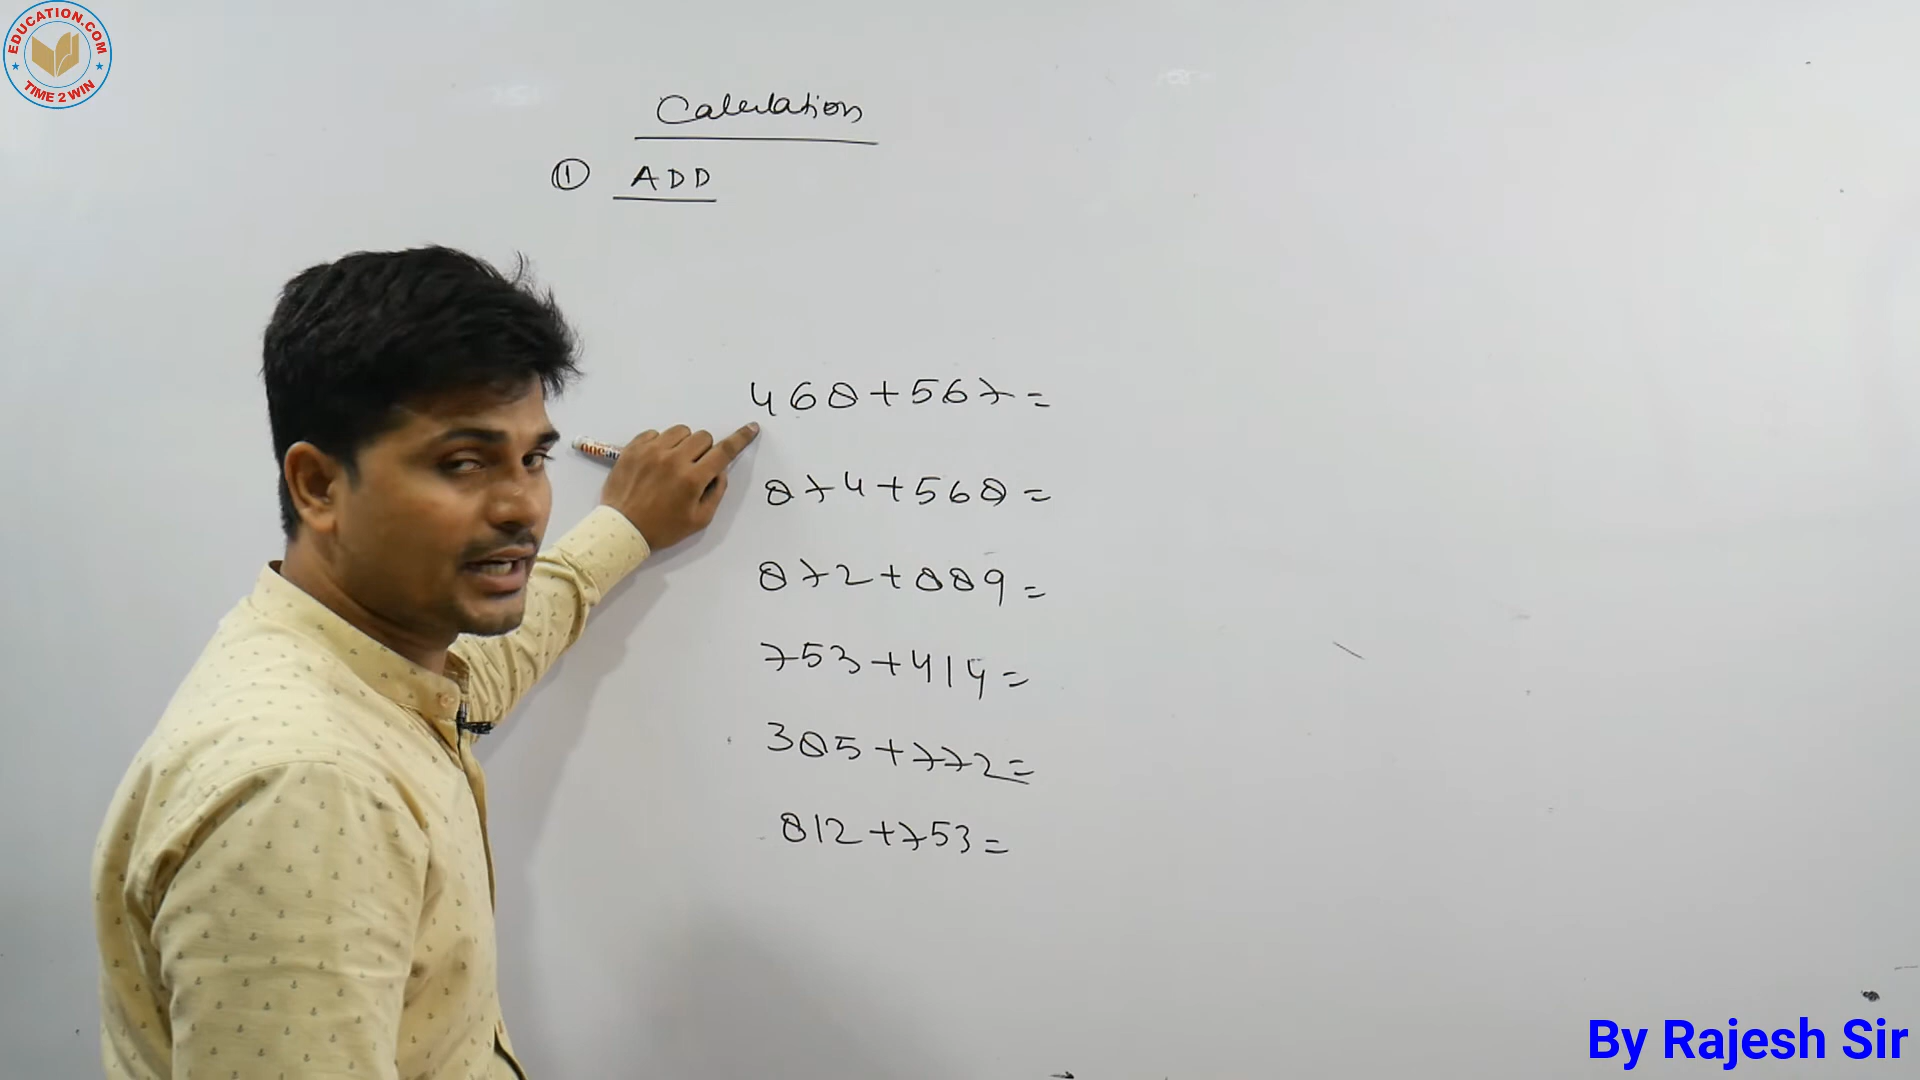 EDUCATION.COM
TIME 2 WIN
Calculation
① ADD
468+567=
874+568=
872+889=
753+414=
385+772=
812+753=
By Rajesh Sir